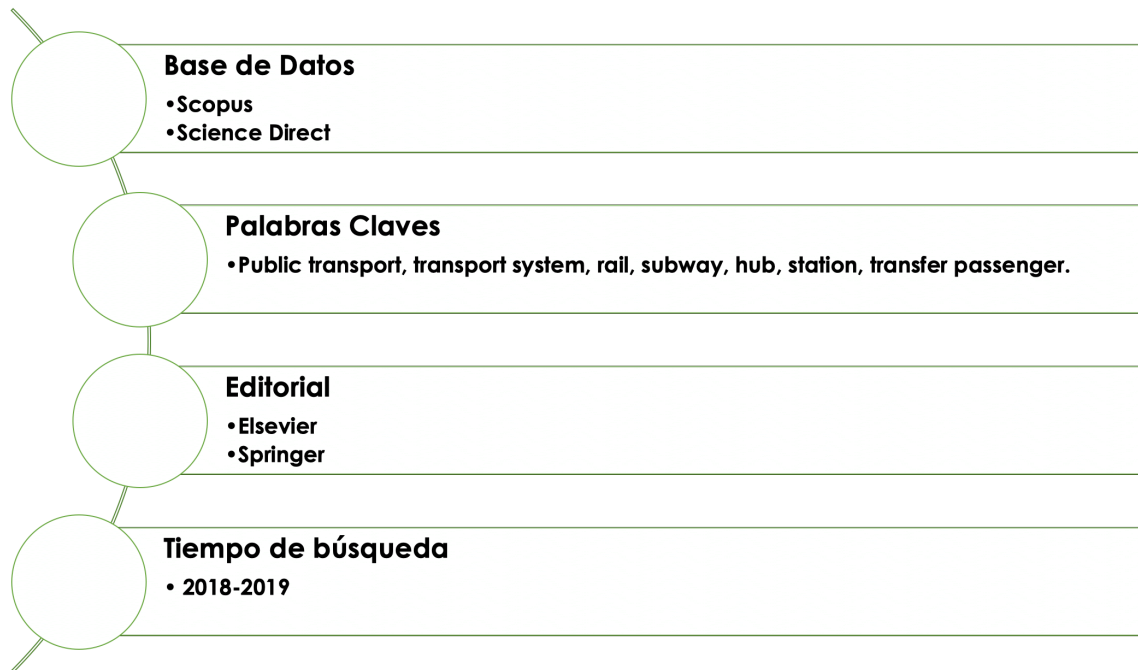 Base de Datos
•Scopus
•Science Direct
Palabras Claves
•Public transport, transport system, rail, subway, hub, station, transfer passenger.
Editorial
•Elsevier
•Springer
Tiempo de búsqueda
• 2018-2019